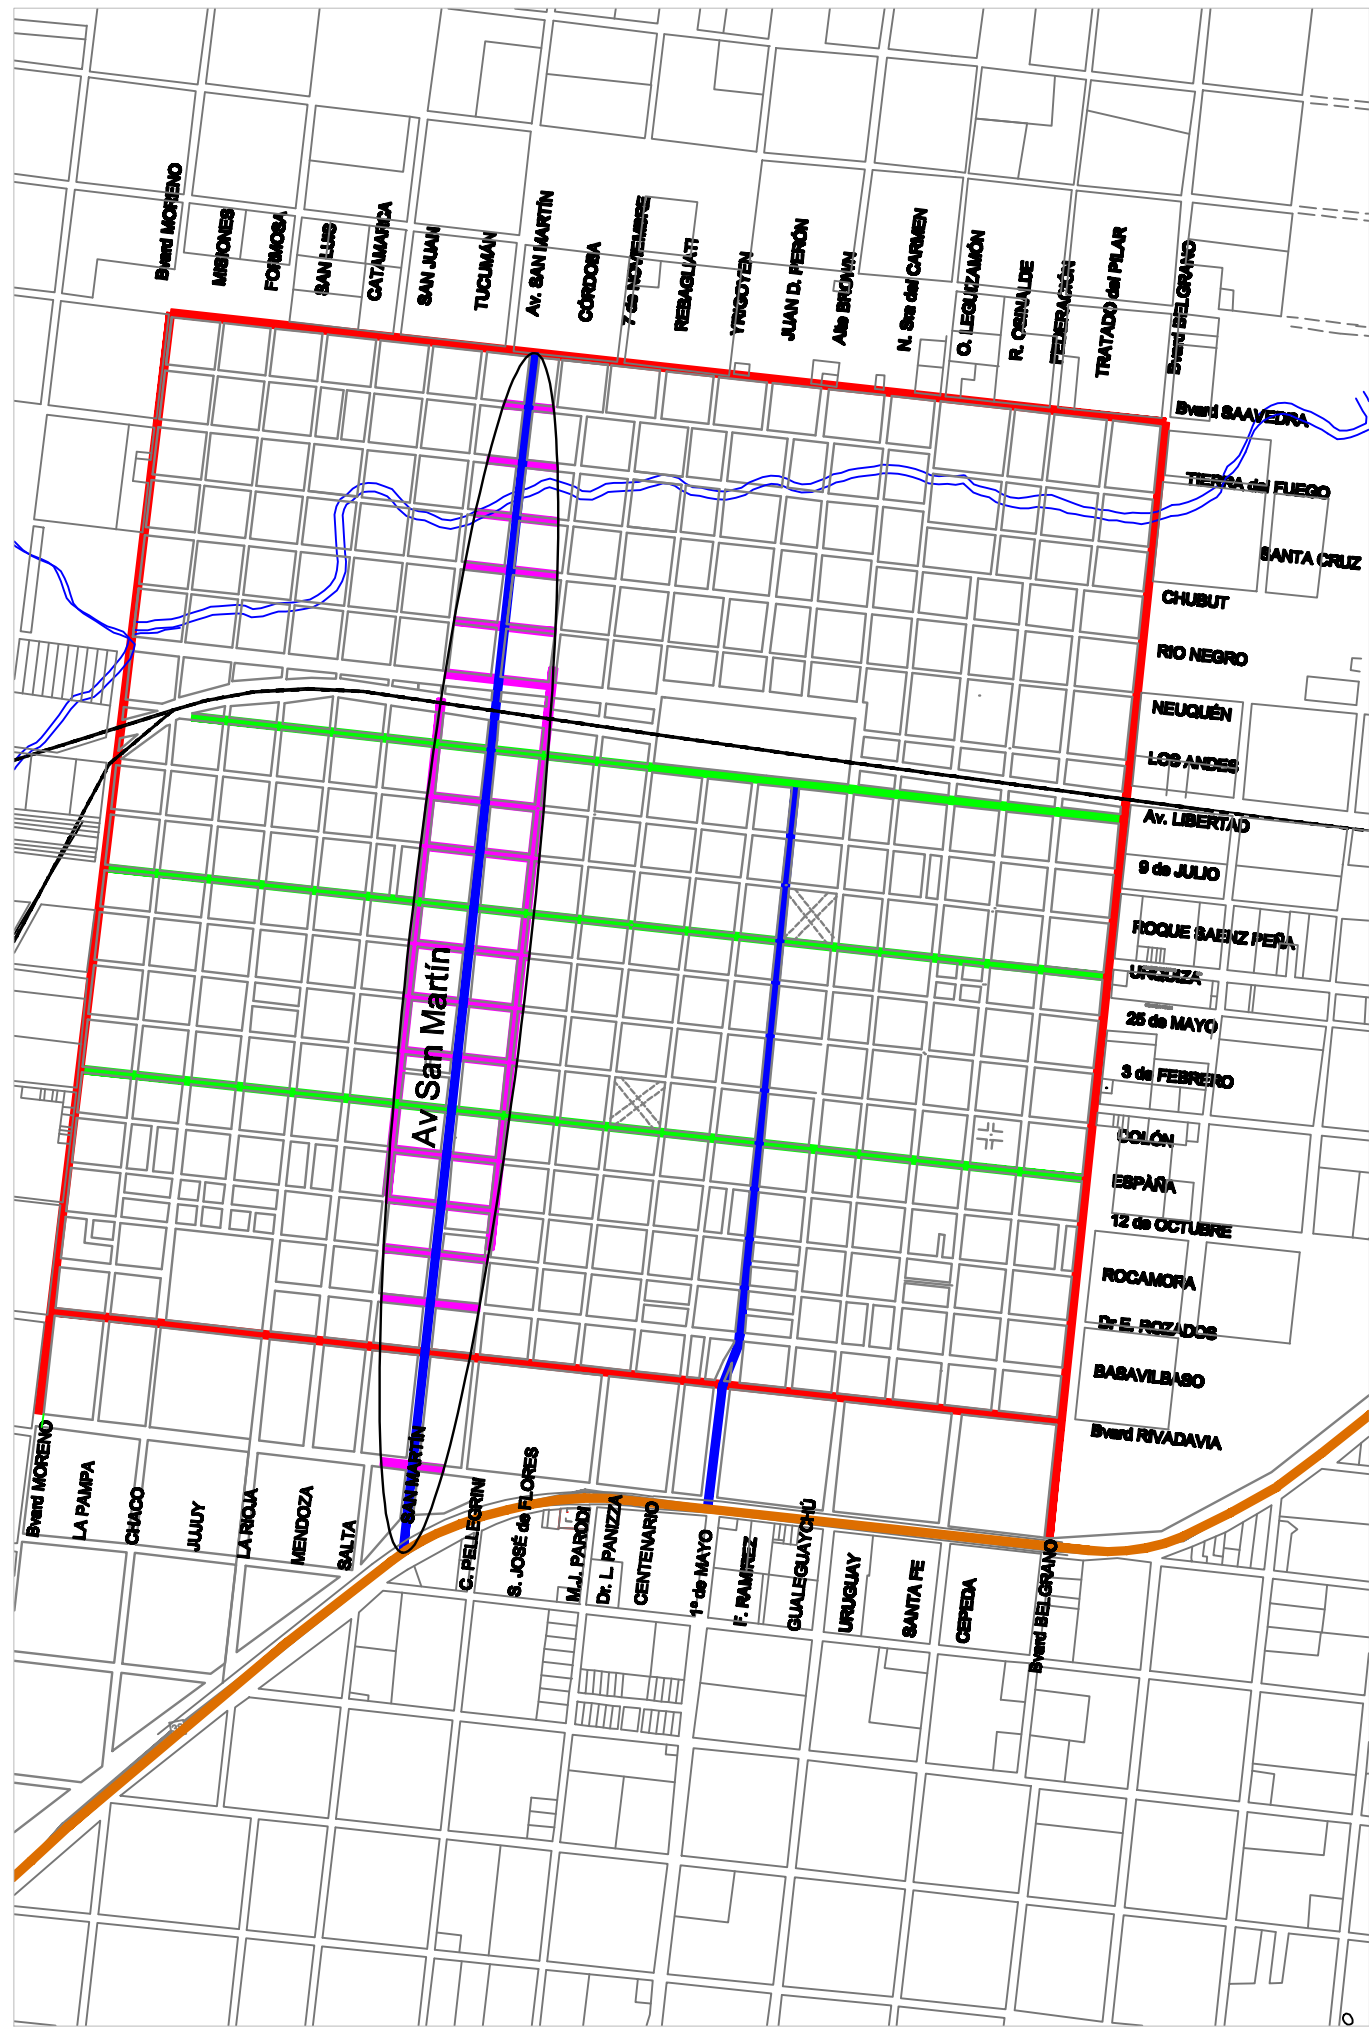 Bvard MORENO
MISIONES
FORMOSA
SAN LUIS
CATAMARCA
SAN JUAN
TUCUMÁN
Av. SAN MARTÍN
CÓRDOBA
7 de NOVIEMBRE
REBAGLIATI
YRIGOYEN
JUAN D. PERÓN
Alte BROWN
N. Sra del CARMEN
O. LEGUIZAMÓN
R. OSINALDE
FEDERACIÓN
TRATADO del PILAR
Bvard BELGRANO
Bvard SAAVEDRA
TIERRA del FUEGO
SANTA CRUZ
CHUBUT
RIO NEGRO
NEUQUÉN
LOS ANDES
Av. LIBERTAD
9 de JULIO
ROQUE SAENZ PEÑA
URQUIZA
25 de MAYO
3 de FEBRERO
COLÓN
ESPÀÑA
12 de OCTUBRE
ROCAMORA
Dr E. ROZADOS
BASAVILBASO
Bvard RIVADAVIA
Av San Martín
Bvard MORENO
LA PAMPA
CHACO
JUJUY
LA RIOJA
MENDOZA
SALTA
SAN MARTÍN
C. PELLEGRINI
S. JOSÉ de FLORES
M.J. PARODI
Dr. L. PANIZZA
CENTENARIO
1º de MAYO
F. RAMIREZ
GUALEGUAYCHÚ
URUGUAY
SANTA FE
CEPEDA
Bvard BELGRANO